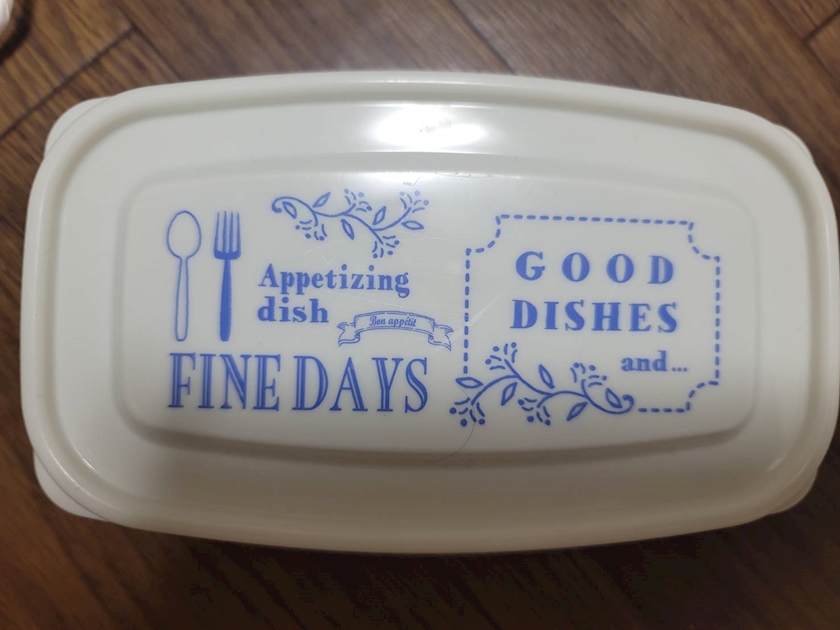 Appetizing
dish
Bon appétit
FINE DAYS
GOOD
DISHES
and...